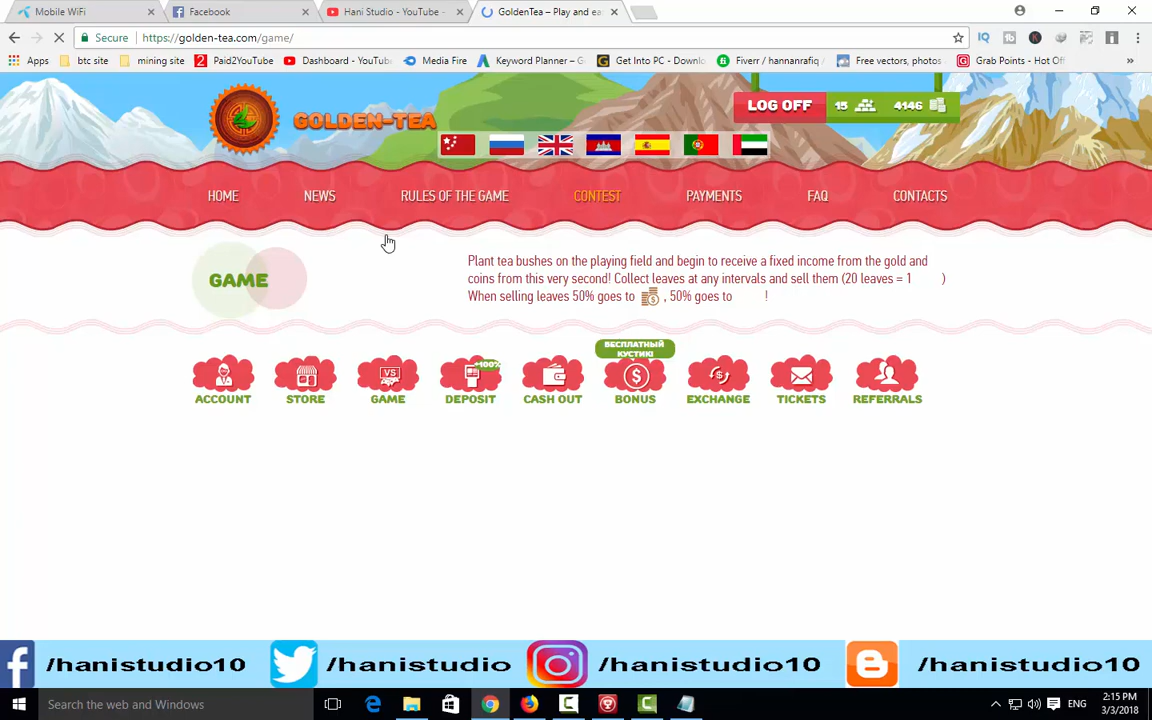 Mobile WiFi
Facebook
Hani Studio - YouTube -
GoldenTea – Play and ea
Secure
https://golden-tea.com/game/
Apps
btc site
mining site
Paid2YouTube
Dashboard - YouTube
Media Fire
Keyword Planner – G
Get Into PC - Downlo
Fiverr / hannanrafiq /
Free vectors, photos
Grab Points - Hot Off
GOLDEN-TEA
LOG OFF
15
4146
HOME
NEWS
RULES OF THE GAME
CONTEST
PAYMENTS
FAQ
CONTACTS
GAME
Plant tea bushes on the playing field and begin to receive a fixed income from the gold and
coins from this very second! Collect leaves at any intervals and sell them (20 leaves = 1 )
When selling leaves 50% goes to , 50% goes to !
БЕСПЛАТНЫЙ
КУСТИК!
+100%
VS
ACCOUNT
STORE
GAME
DEPOSIT
CASH OUT
BONUS
EXCHANGE
TICKETS
REFERRALS
/hanistudio10
/hanistudio
/hanistudio10
/hanistudio10
Search the web and Windows
ENG
2:15 PM
3/3/2018